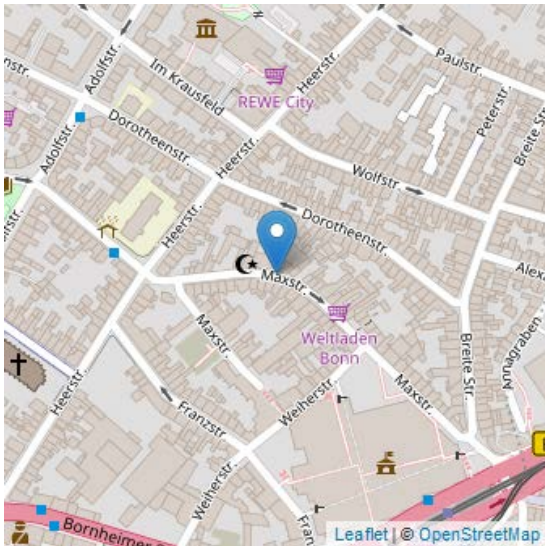 Paulstr.
Adolfstr.
Im Krausfeld
Heerstr.
REWE City
Peterstr.
Breite Str.
Dorotheenstr.
Adolfstr.
Heerstr.
Wolfstr.
Heerstr.
Dorotheenstr.
Maxstr.
Weltladen
Bonn
Maxstr.
Breite Str.
Annagraben
Heerstr.
Franzstr.
Weiherstr.
Maxstr.
Weiherstr.
Bornheimer
Leaflet | © OpenStreetMap